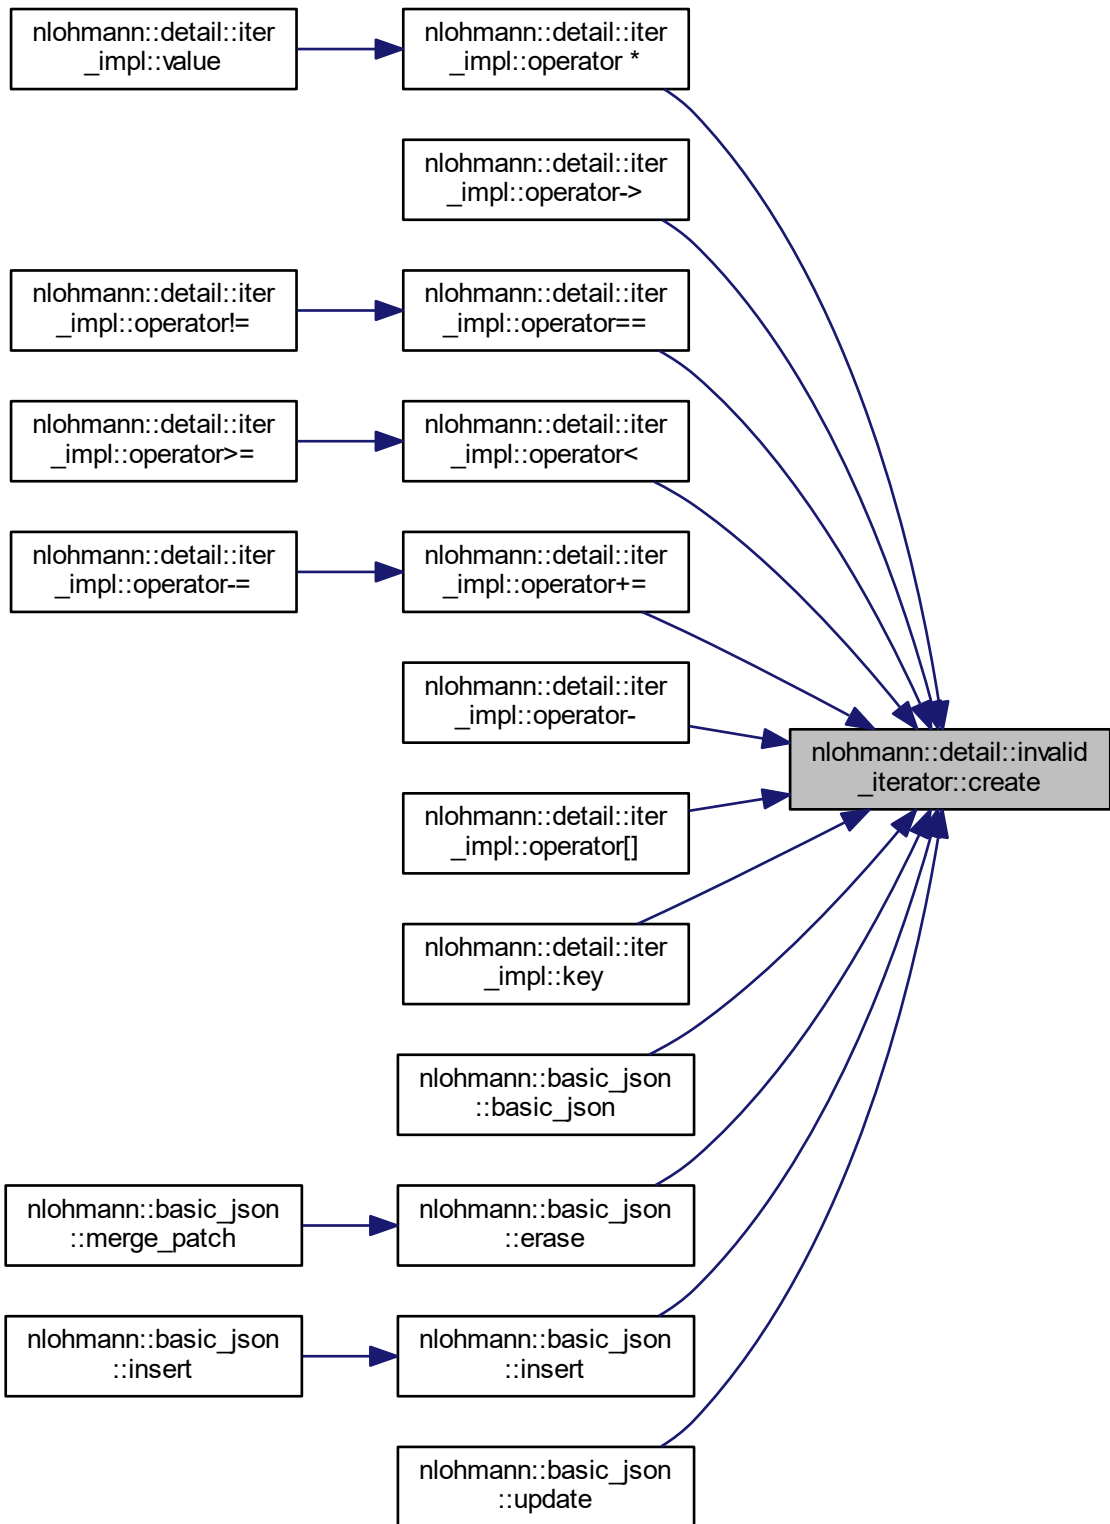 nlohmann::detail::iter
_impl::value
nlohmann::detail::iter
_impl::operator *
nlohmann::detail::iter
_impl::operator->
nlohmann::detail::iter
_impl::operator!=
nlohmann::detail::iter
_impl::operator==
nlohmann::detail::iter
_impl::operator>=
nlohmann::detail::iter
_impl::operator<
nlohmann::detail::iter
_impl::operator-=
nlohmann::detail::iter
_impl::operator+=
nlohmann::detail::iter
_impl::operator-
nlohmann::detail::invalid
_iterator::create
nlohmann::detail::iter
_impl::operator[]
nlohmann::detail::iter
_impl::key
nlohmann::basic_json
::basic_json
nlohmann::basic_json
::merge_patch
nlohmann::basic_json
::erase
nlohmann::basic_json
::insert
nlohmann::basic_json
::insert
nlohmann::basic_json
::update